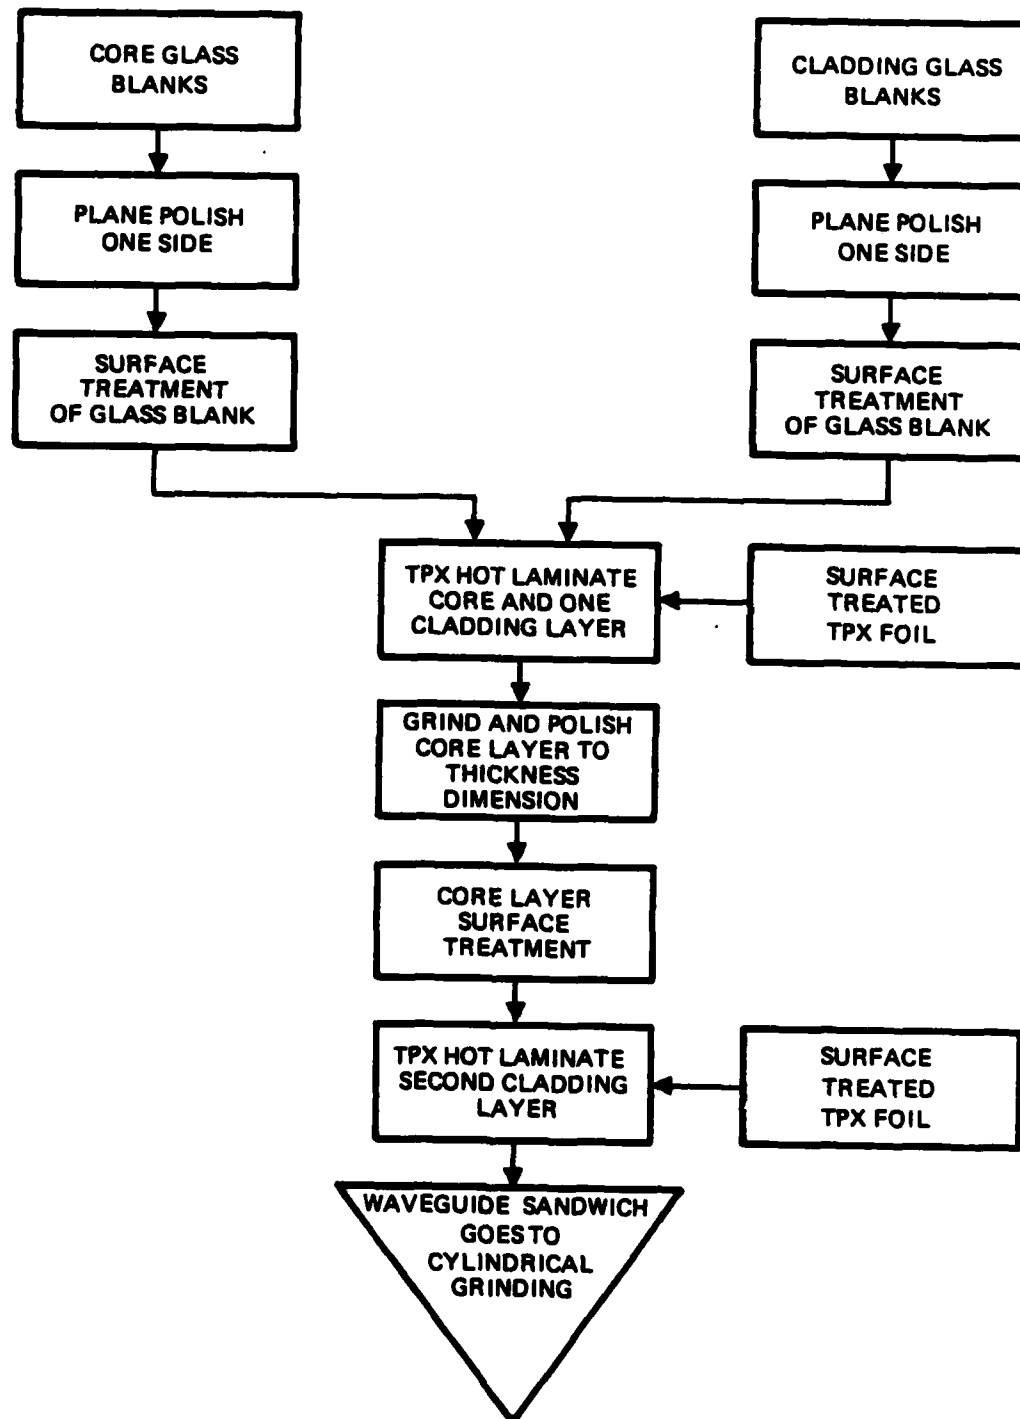 CORE GLASS
BLANKS
CLADDING GLASS
BLANKS
PLANE POLISH
ONE SIDE
PLANE POLISH
ONE SIDE
SURFACE
TREATMENT
OF GLASS BLANK
SURFACE
TREATMENT
OF GLASS BLANK
TPX HOT LAMINATE
CORE AND ONE
CLADDING LAYER
SURFACE
TREATED
TPX FOIL
GRIND AND POLISH
CORE LAYER TO
THICKNESS
DIMENSION
CORE LAYER
SURFACE
TREATMENT
TPX HOT LAMINATE
SECOND CLADDING
LAYER
SURFACE
TREATED
TPX FOIL
WAVEGUIDE SANDWICH
GOES TO
CYLINDRICAL
GRINDING